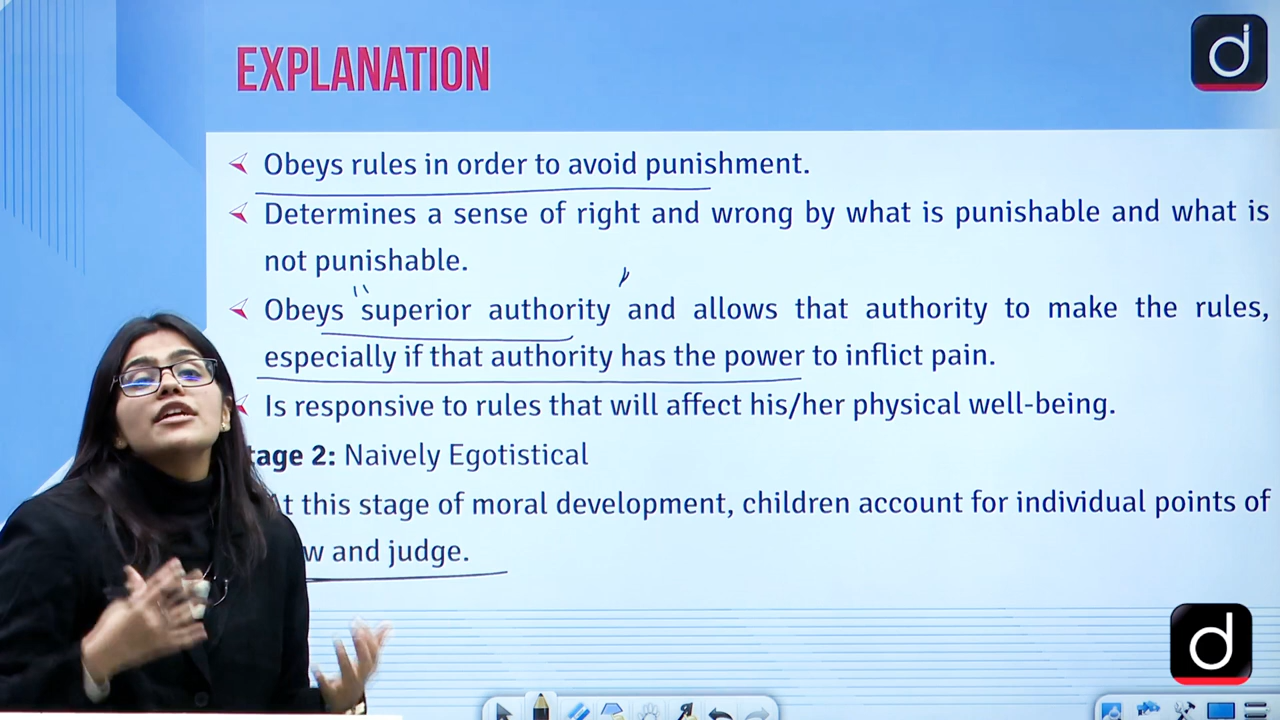 EXPLANATION
d
Obeys rules in order to avoid punishment.
Determines a sense of right and wrong by what is punishable and what is
not punishable.
Obeys superior authority and allows that authority to make the rules,
especially if that authority has the power to inflict pain.
Is responsive to rules that will affect his/her physical well-being.
tage 2: Naively Egotistical
At this stage of moral development, children account for individual points of
w and judge.
d